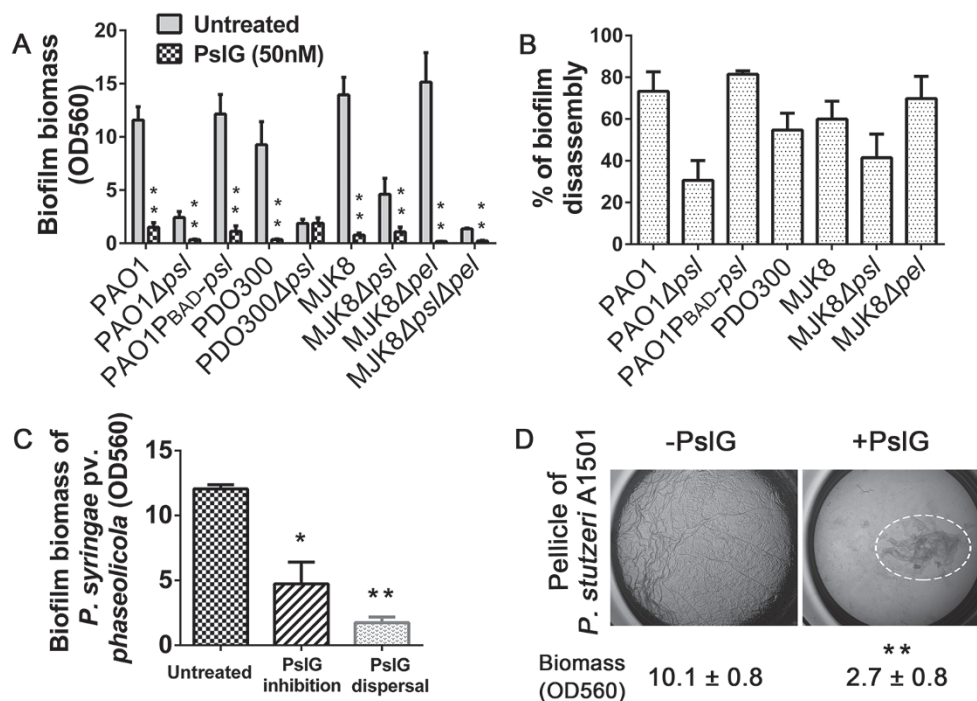 A
Untreated
PslG (50nM)
Biofilm biomass
(OD560)
20
15
10
5
0
* *
* *
* *
* *
* *
* *
* *
* *
PAO1
PAO1Δpsl
PAO1PBAD-psl
PDO300
PDO300Δpsl
MJK8
MJK8Δpsl
MJK8Δpel
MJK8ΔpslΔpel
B
% of biofilm
disassembly
100
80
60
40
20
0
PAO1
PAO1Δpsl
PAO1PBAD-psl
PDO300
MJK8
MJK8Δpsl
MJK8Δpel
C
Biofilm biomass of
P. syringae pv.
phaseolicola (OD560)
15
10
5
0
*
**
Untreated
PslG
inhibition
PslG
dispersal
D
-PslG
+PslG
Pellicle of
P. stutzeri A1501
Biomass
(OD560)
10.1 ± 0.8
**
2.7 ± 0.8